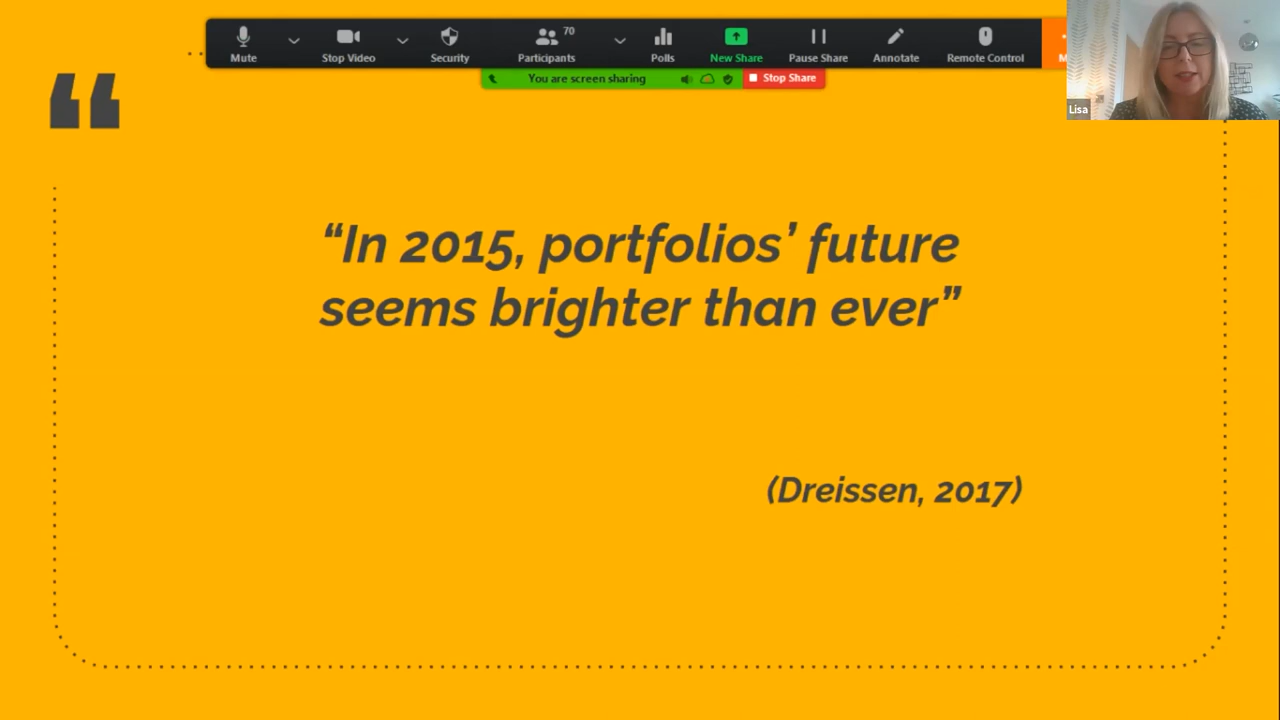 70
Mute
Stop Video
Security
Participants
Polls
New Share
Pause Share
Annotate
Remote Control
You are screen sharing
Stop Share
Lisa
“
“In 2015, portfolios’ future
seems brighter than ever”
(Dreissen, 2017)